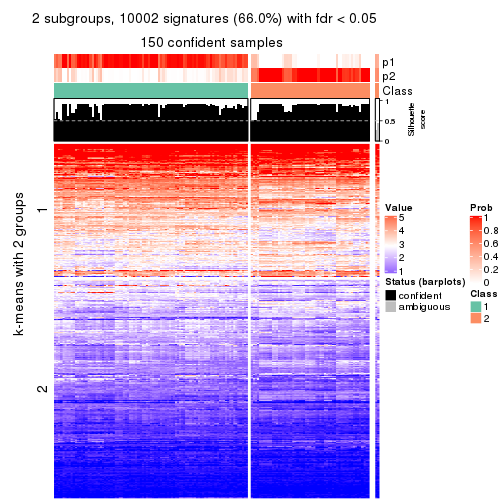 2 subgroups, 10002 signatures (66.0%) with fdr < 0.05
150 confident samples
p1
p2
Class
1
0.5
0
Silhouette
score
k-means with 2 groups
1
2
Value
5
4
3
2
1
Status (barplots)
confident
ambiguous
Prob
1
0.8
0.6
0.4
0.2
0
Class
1
2